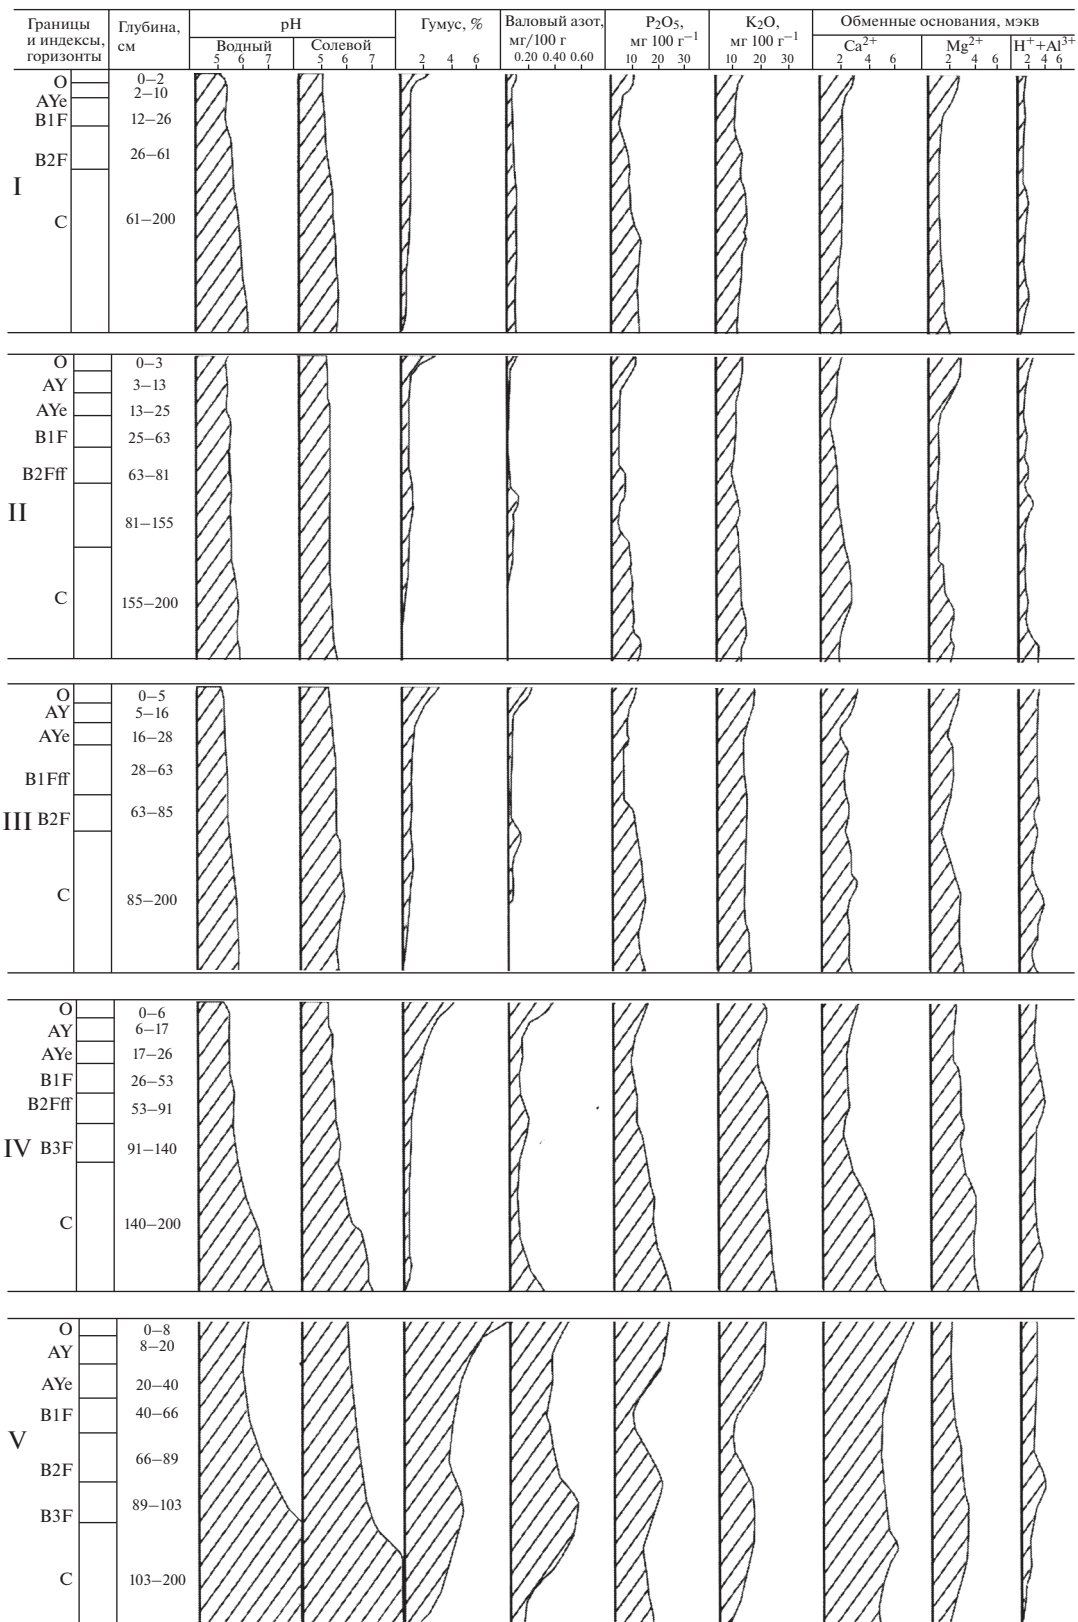 Границы и индексы, горизонты
Глубина, см
pH
Гумус, %
Валовый азот, мг/100 г
P₂O₅, мг 100 г⁻¹
K₂O, мг 100 г⁻¹
Обменные основания, мэкв
Водный
Солевой
Ca²⁺
Mg²⁺
H⁺+Al³⁺
5 6 7
5 6 7
2 4 6
0.20 0.40 0.60
10 20 30
10 20 30
2 4 6
2 4 6
2 4 6
I
O 0–2
AYe 2–10
B1F 12–26
B2F 26–61
C 61–200
II
O 0–3
AY 3–13
AYe 13–25
B1F 25–63
B2Fff 63–81
81–155
C 155–200
III
O 0–5
AY 5–16
AYe 16–28
B1Fff 28–63
B2F 63–85
C 85–200
IV
O 0–6
AY 6–17
AYe 17–26
B1F 26–53
B2Fff 53–91
B3F 91–140
C 140–200
V
O 0–8
AY 8–20
AYe 20–40
B1F 40–66
B2F 66–89
B3F 89–103
C 103–200